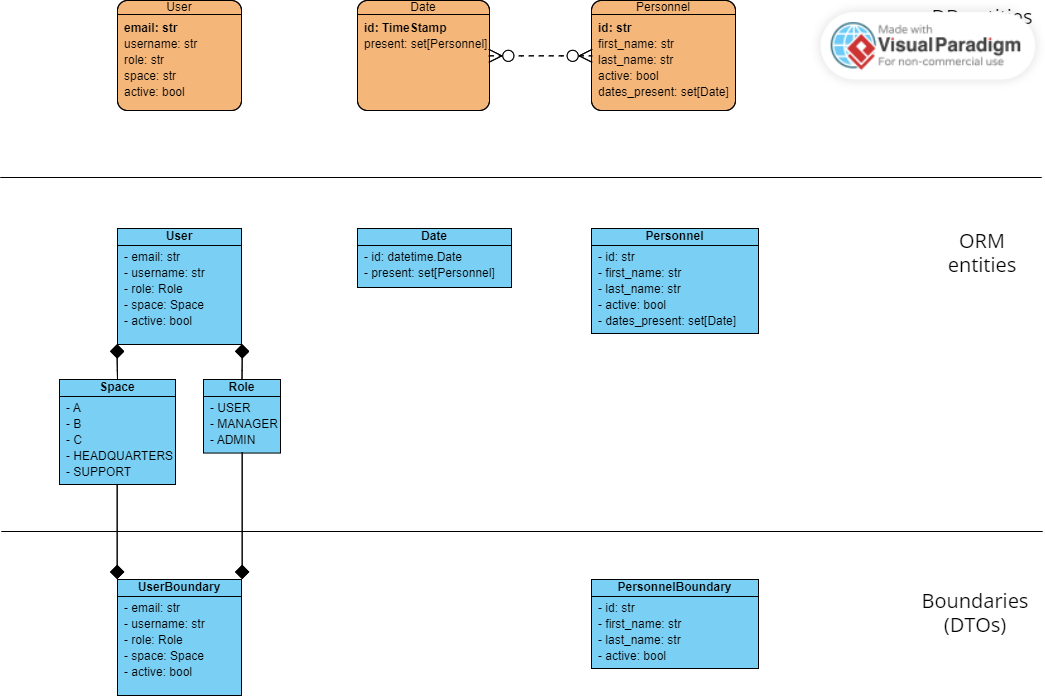 User
email: str
username: str
role: str
space: str
active: bool
Date
id: TimeStamp
present: set[Personnel]
Personnel
id: str
first_name: str
last_name: str
active: bool
dates_present: set[Date]
Made with
VisualParadigm
For non-commercial use
User
- email: str
- username: str
- role: Role
- space: Space
- active: bool
Date
- id: datetime.Date
- present: set[Personnel]
Personnel
- id: str
- first_name: str
- last_name: str
- active: bool
- dates_present: set[Date]
ORM
entities
Space
- A
- B
- C
- HEADQUARTERS
- SUPPORT
Role
- USER
- MANAGER
- ADMIN
UserBoundary
- email: str
- username: str
- role: Role
- space: Space
- active: bool
PersonnelBoundary
- id: str
- first_name: str
- last_name: str
- active: bool
Boundaries
(DTOs)